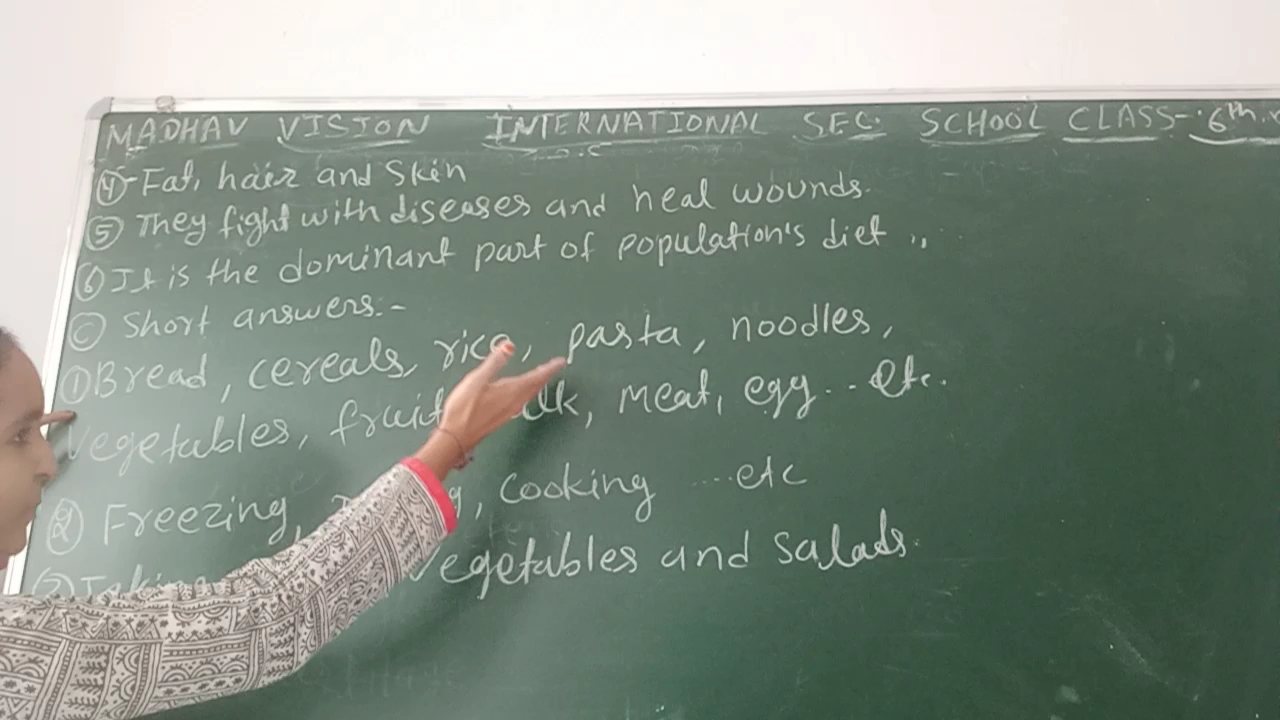 MADHAV VISION INTERNATIONAL SEC. SCHOOL CLASS-6th.
④-Fat, hair and Skin
⑤ They fight with diseases and heal wounds.
⑥ It is the dominant part of population's diet ,,
Ⓒ Short answers:-
① Bread, cereals, rice, pasta, noodles,
Vegetables, fruit meat, egg... etc.
② Freezing, cooking ....etc
Vegetables and salads.